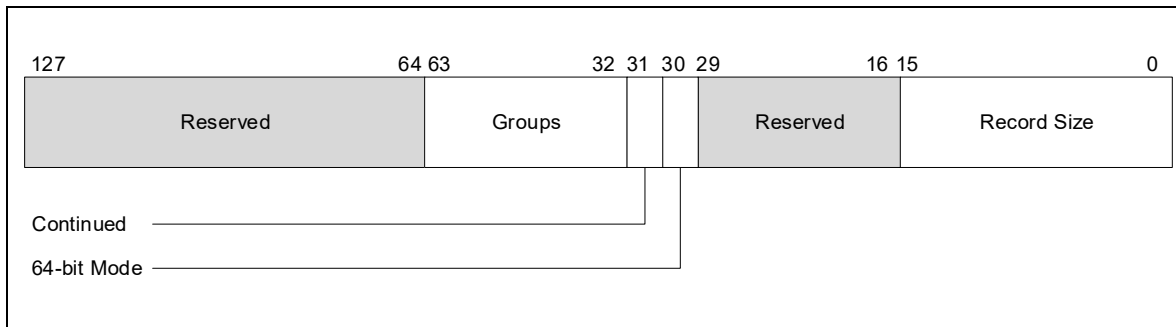 127 64 63 32 31 30 29 16 15 0
Reserved Groups Reserved Record Size
Continued
64-bit Mode